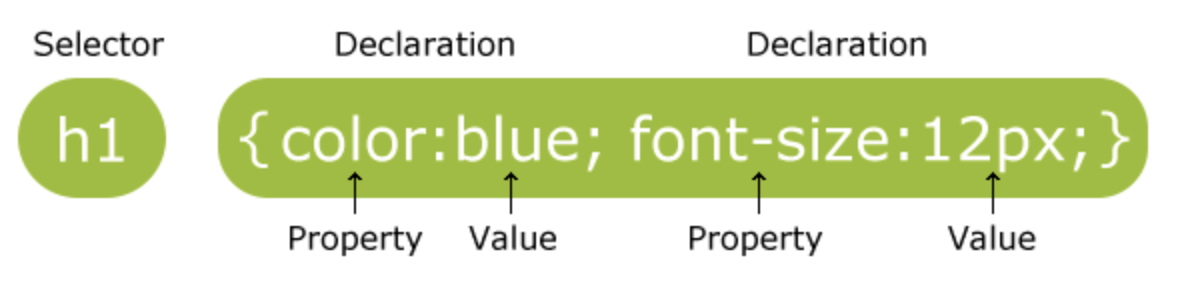 Selector Declaration Declaration
h1 {color:blue; font-size:12px;}
Property Value Property Value